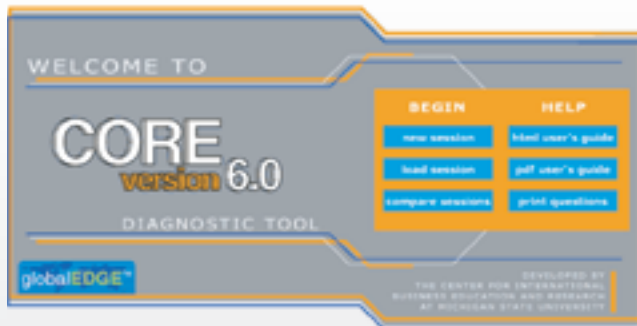 WELCOME TO
CORE
version 6.0
DIAGNOSTIC TOOL
BEGIN
new session
load session
compare sessions
HELP
html user's guide
pdf user's guide
print questions
globalEDGE™
DEVELOPED BY
THE CENTER FOR INTERNATIONAL
BUSINESS EDUCATION AND RESEARCH
AT MICHIGAN STATE UNIVERSITY